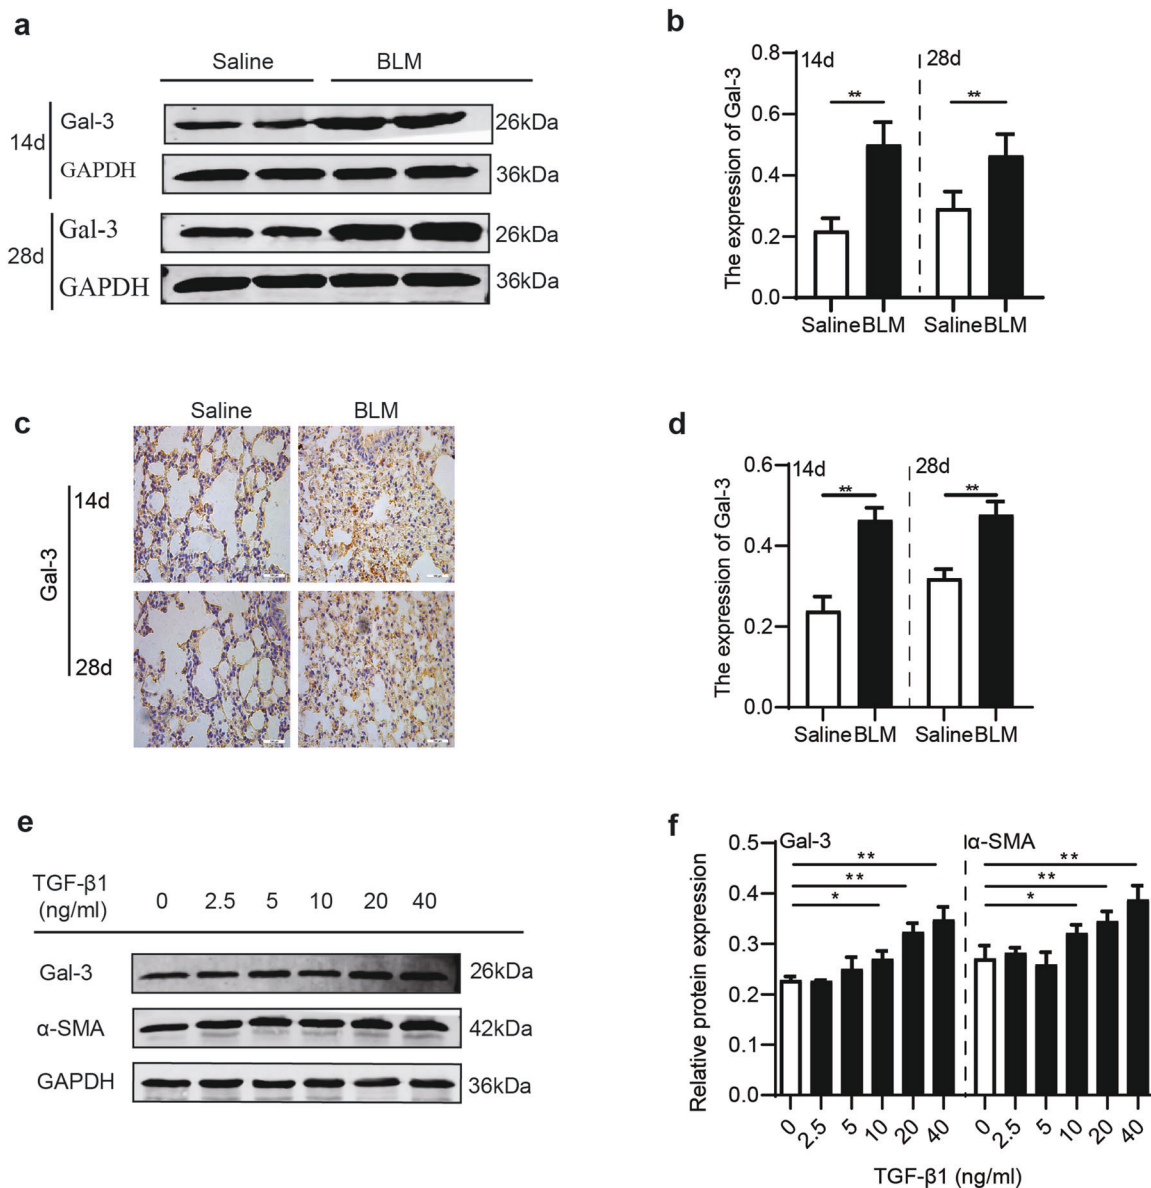 a
Saline BLM
14d
Gal-3 26kDa
GAPDH 36kDa
28d
Gal-3 26kDa
GAPDH 36kDa
b
The expression of Gal-3
0.8
0.6
0.4
0.2
0.0
14d 28d
** **
Saline BLM Saline BLM
c
Saline BLM
Gal-3
14d
28d
d
The expression of Gal-3
0.6
0.4
0.2
0.0
14d 28d
** **
Saline BLM Saline BLM
e
TGF-β1
(ng/ml)
0 2.5 5 10 20 40
Gal-3 26kDa
α-SMA 42kDa
GAPDH 36kDa
f
Relative protein expression
0.5
0.4
0.3
0.2
0.1
0.0
Gal-3 α-SMA
** **
** **
* *
0 2.5 5 10 20 40 0 2.5 5 10 20 40
TGF-β1 (ng/ml)